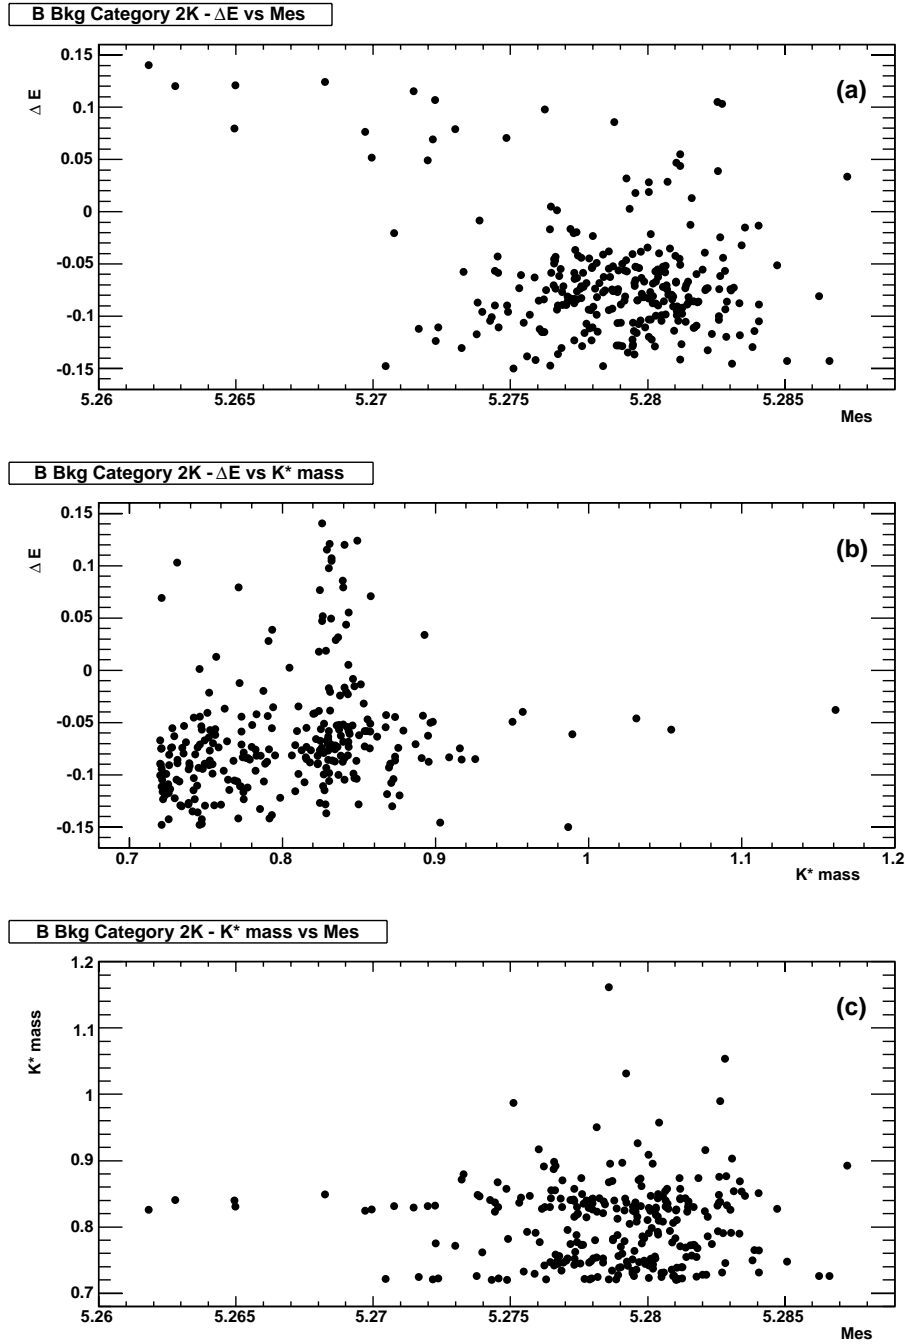 B Bkg Category 2K - ΔE vs Mes
0.15
0.1
0.05
0
-0.05
-0.1
-0.15
Δ E
(a)
5.26 5.265 5.27 5.275 5.28 5.285
Mes
B Bkg Category 2K - ΔE vs K* mass
0.15
0.1
0.05
0
-0.05
-0.1
-0.15
Δ E
(b)
0.7 0.8 0.9 1 1.1 1.2
K* mass
B Bkg Category 2K - K* mass vs Mes
1.2
1.1
1
0.9
0.8
0.7
K* mass
(c)
5.26 5.265 5.27 5.275 5.28 5.285
Mes